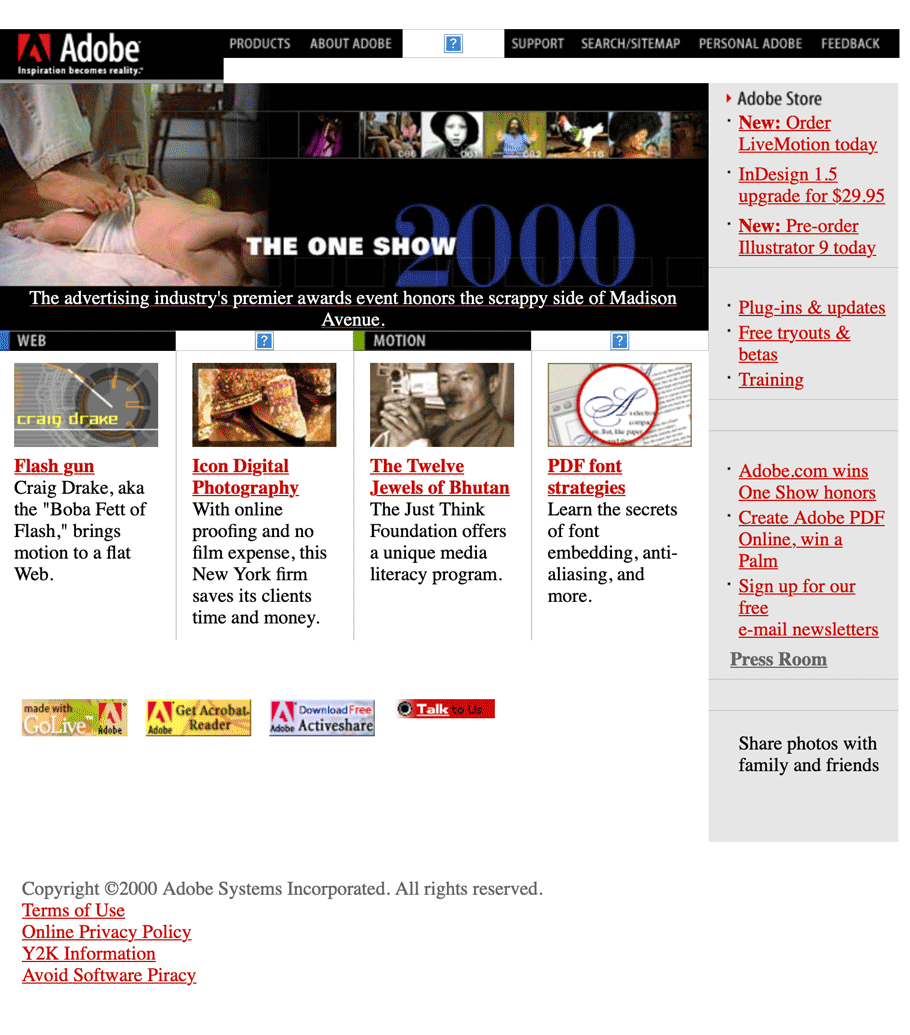 Adobe
Inspiration becomes reality.™
PRODUCTS ABOUT ADOBE SUPPORT SEARCH/SITEMAP PERSONAL ADOBE FEEDBACK
THE ONE SHOW 2000
The advertising industry's premier awards event honors the scrappy side of Madison
Avenue.
Adobe Store
· New: Order
LiveMotion today
· InDesign 1.5
upgrade for $29.95
· New: Pre-order
Illustrator 9 today
· Plug-ins & updates
· Free tryouts &
betas
· Training
· Adobe.com wins
One Show honors
· Create Adobe PDF
Online, win a
Palm
· Sign up for our
free
e-mail newsletters
Press Room
Share photos with
family and friends
WEB
craig drake
Flash gun
Craig Drake, aka
the "Boba Fett of
Flash," brings
motion to a flat
Web.
Icon Digital
Photography
With online
proofing and no
film expense, this
New York firm
saves its clients
time and money.
MOTION
The Twelve
Jewels of Bhutan
The Just Think
Foundation offers
a unique media
literacy program.
PDF font
strategies
Learn the secrets
of font
embedding, anti-
aliasing, and
more.
made with
GoLive™
Adobe
Get Acrobat
Reader
Adobe
Download Free
Activeshare
Adobe
Talk to Us
Copyright ©2000 Adobe Systems Incorporated. All rights reserved.
Terms of Use
Online Privacy Policy
Y2K Information
Avoid Software Piracy